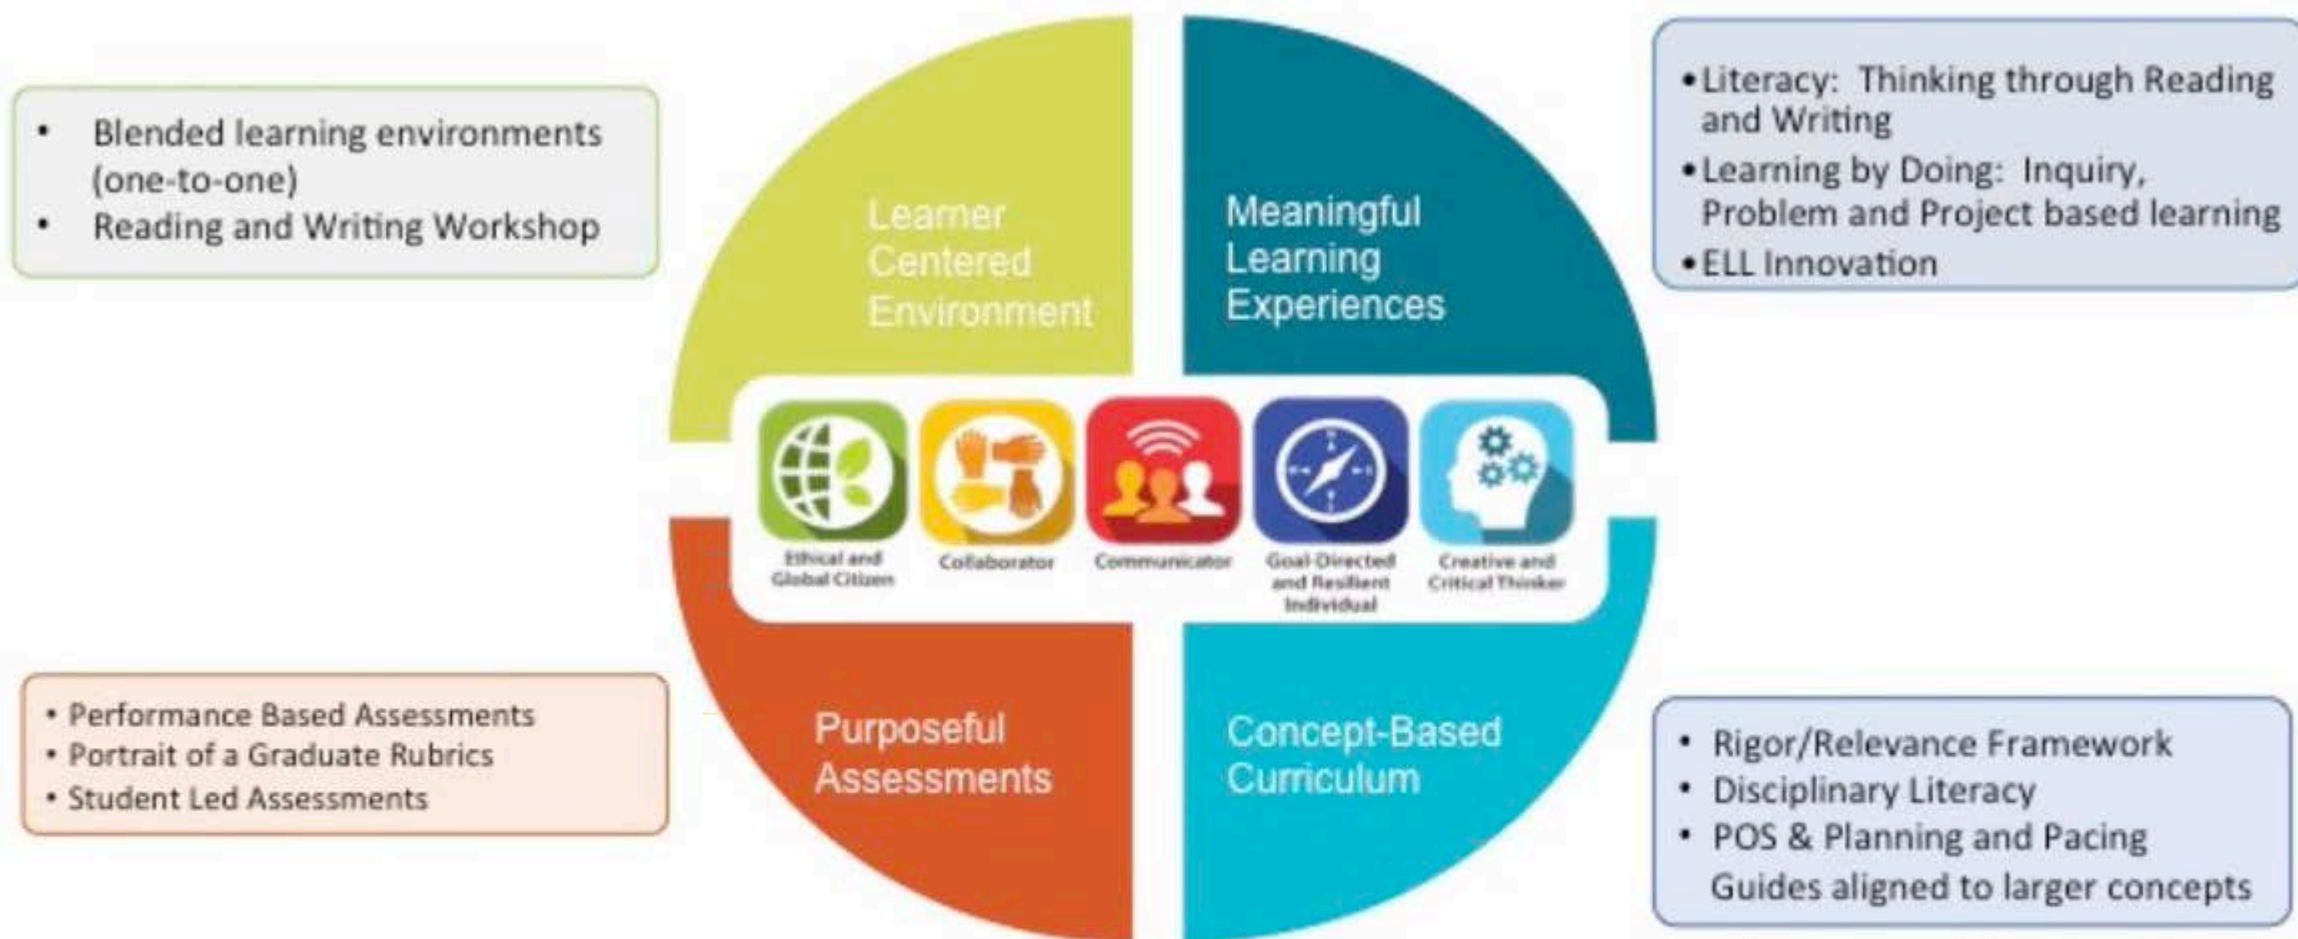 • Blended learning environments
(one-to-one)
• Reading and Writing Workshop
Learner
Centered
Environment
Meaningful
Learning
Experiences
• Literacy: Thinking through Reading
and Writing
• Learning by Doing: Inquiry,
Problem and Project based learning
• ELL Innovation
Ethical and
Global Citizen
Collaborator
Communicator
Goal-Directed
and Resilient
Individual
Creative and
Critical Thinker
• Performance Based Assessments
• Portrait of a Graduate Rubrics
• Student Led Assessments
Purposeful
Assessments
Concept-Based
Curriculum
• Rigor/Relevance Framework
• Disciplinary Literacy
• POS & Planning and Pacing
Guides aligned to larger concepts